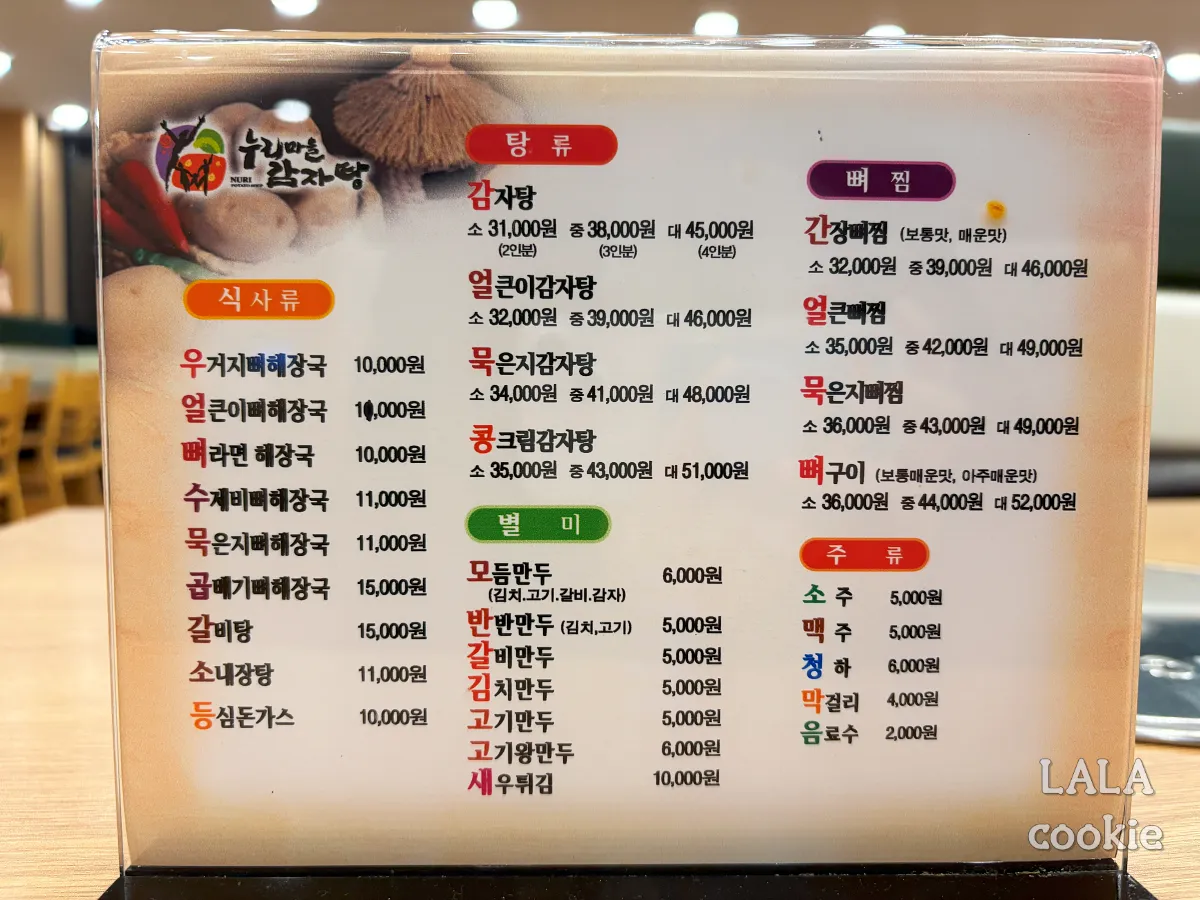 누리마을
감자탕
NURI
POTATO SOUP
식사류
우거지뼈해장국 10,000원
얼큰이뼈해장국 10,000원
뼈라면 해장국 10,000원
수제비뼈해장국 11,000원
묵은지뼈해장국 11,000원
곱빼기뼈해장국 15,000원
갈비탕 15,000원
소내장탕 11,000원
등심돈가스 10,000원
탕 류
감자탕
소 31,000원 중 38,000원 대 45,000원
(2인분) (3인분) (4인분)
얼큰이감자탕
소 32,000원 중 39,000원 대 46,000원
묵은지감자탕
소 34,000원 중 41,000원 대 48,000원
콩크림감자탕
소 35,000원 중 43,000원 대 51,000원
별 미
모듬만두 6,000원
(김치.고기.갈비.감자)
반반만두 (김치,고기) 5,000원
갈비만두 5,000원
김치만두 5,000원
고기만두 5,000원
고기왕만두 6,000원
새우튀김 10,000원
뼈 찜
간장뼈찜 (보통맛, 매운맛)
소 32,000원 중 39,000원 대 46,000원
얼큰뼈찜
소 35,000원 중 42,000원 대 49,000원
묵은지뼈찜
소 36,000원 중 43,000원 대 49,000원
뼈구이 (보통매운맛, 아주매운맛)
소 36,000원 중 44,000원 대 52,000원
주 류
소 주 5,000원
맥 주 5,000원
청 하 6,000원
막걸리 4,000원
음료수 2,000원
LALA
cookie